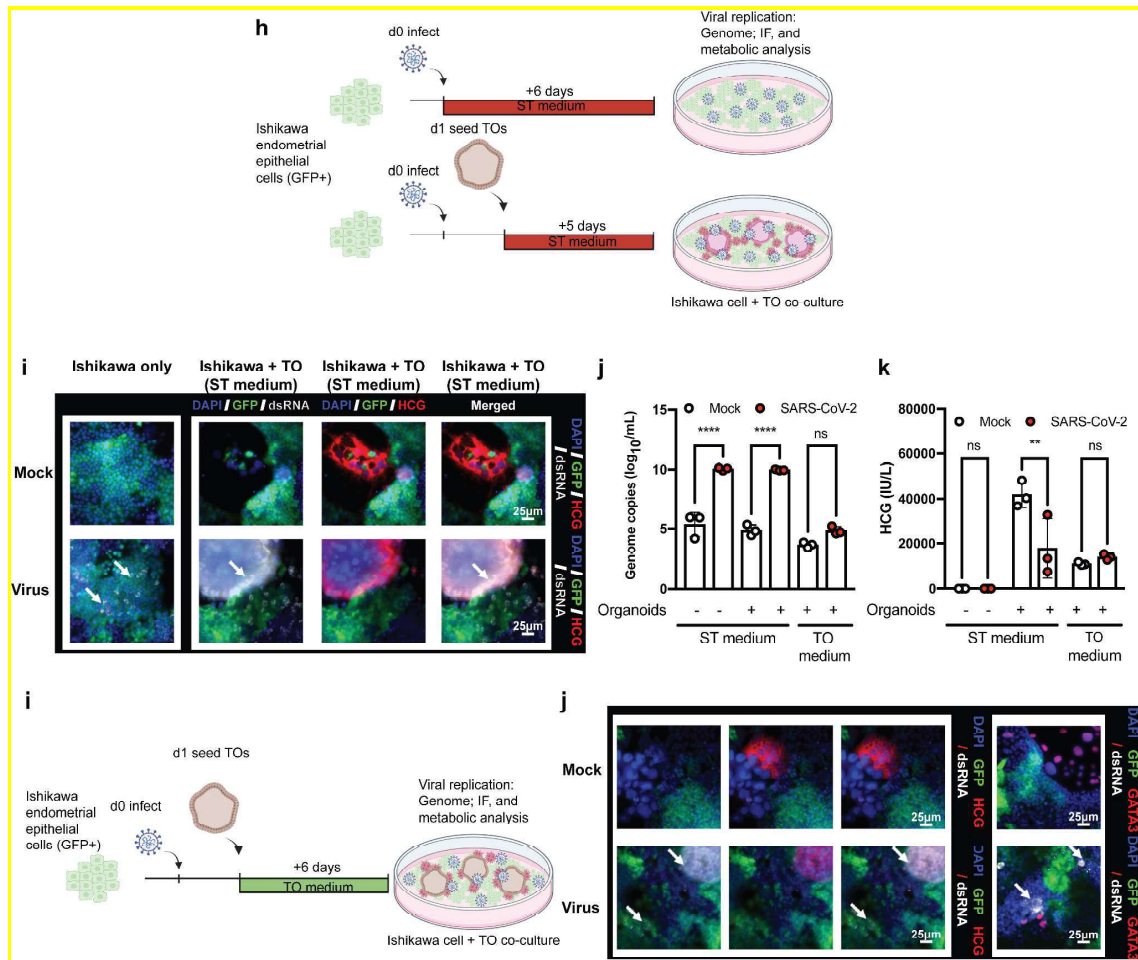 h
d0 infect
Viral replication:
Genome; IF, and
metabolic analysis
+6 days
ST medium
Ishikawa
endometrial
epithelial
cells (GFP+)
d1 seed TOs
d0 infect
+5 days
ST medium
Ishikawa cell + TO co-culture
i
Ishikawa only
Ishikawa + TO
(ST medium)
Ishikawa + TO
(ST medium)
Ishikawa + TO
(ST medium)
DAPI / GFP / dsRNA
DAPI / GFP / HCG
Merged
Mock
25µm
DAPI / GFP / HCG
/ dsRNA
Virus
25µm
DAPI / GFP / HCG
/ dsRNA
j
Mock
SARS-CoV-2
Genome copies (log10/mL)
15
10
5
0
****
****
ns
Organoids
- - + + + +
ST medium
TO
medium
k
Mock
SARS-CoV-2
HCG (IU/L)
80000
60000
40000
20000
0
ns
**
ns
Organoids
- - + + + +
ST medium
TO
medium
i
d1 seed TOs
Ishikawa
endometrial
epithelial
cells (GFP+)
d0 infect
+6 days
TO medium
Viral replication:
Genome; IF, and
metabolic analysis
Ishikawa cell + TO co-culture
j
Mock
25µm
DAPI GFP HCG
/ dsRNA
25µm
DAPI GFP GATA3
/ dsRNA
Virus
25µm
DAPI GFP HCG
/ dsRNA
25µm
DAPI GFP GATA3
/ dsRNA